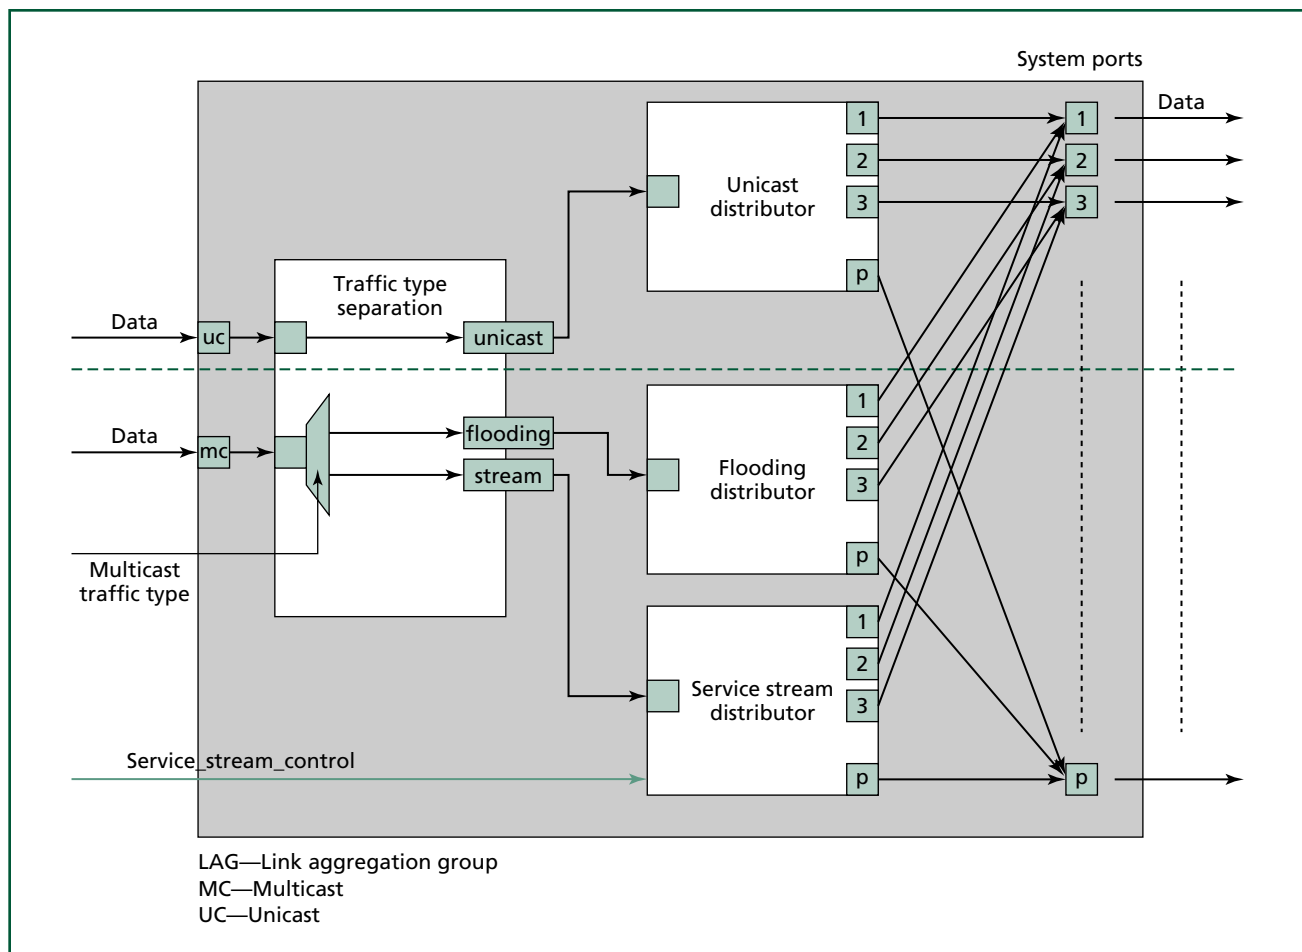 System ports
Data
1
2
3
p
Unicast
distributor
1
2
3
Traffic type
separation
Data
uc
unicast
Data
mc
flooding
stream
Multicast
traffic type
1
2
3
p
Flooding
distributor
1
2
3
p
Service stream
distributor
Service_stream_control
p
LAG—Link aggregation group
MC—Multicast
UC—Unicast